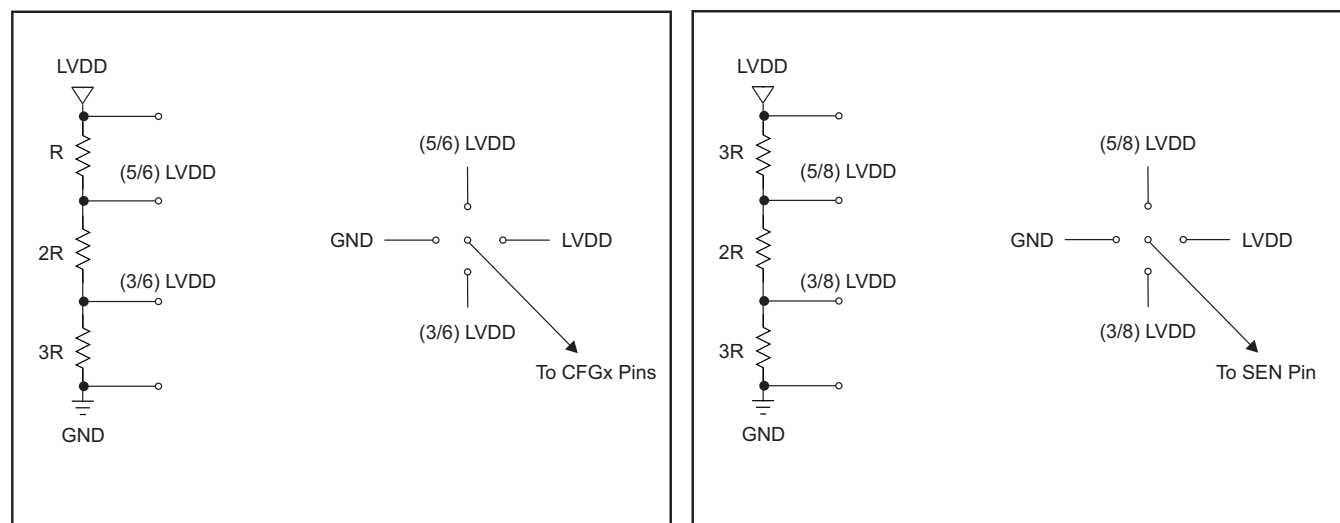 LVDD
R
(5/6) LVDD
2R
(3/6) LVDD
3R
GND
(5/6) LVDD
GND
LVDD
(3/6) LVDD
To CFGx Pins
LVDD
3R
(5/8) LVDD
2R
(3/8) LVDD
3R
GND
(5/8) LVDD
GND
LVDD
(3/8) LVDD
To SEN Pin